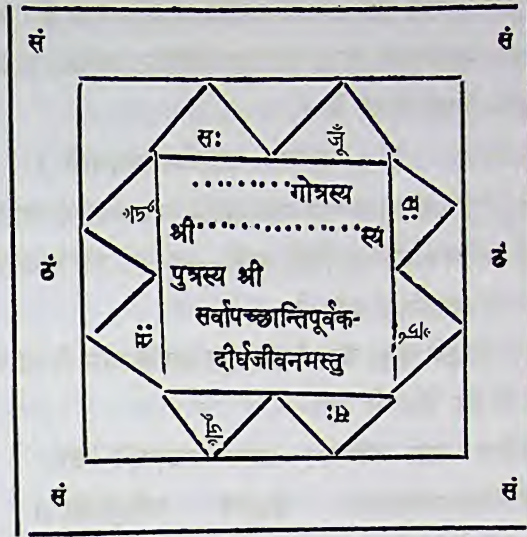 सं सं
सः जूँ
.........गोत्रस्य
ॐ सः
श्री................स्य
ठं ठं
पुत्रस्य श्री
सर्वापच्छान्तिपूर्वक-
सः ॐ
दीर्घजीवनमस्तु
जूँ सः
सं सं